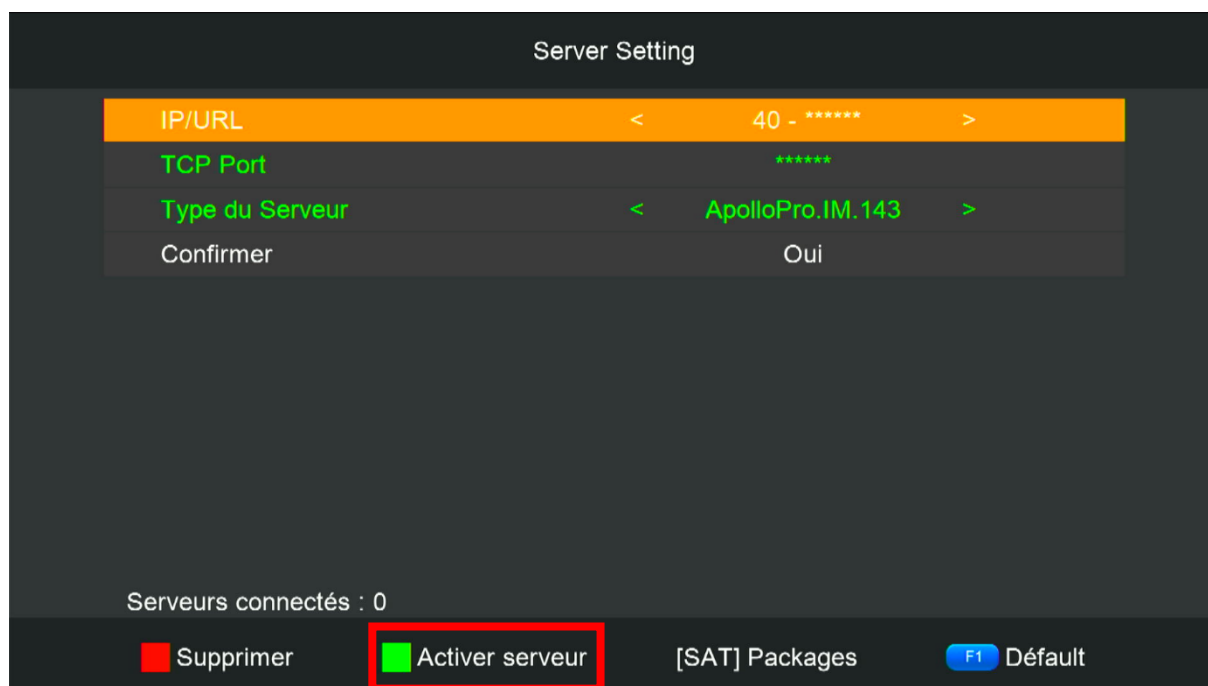 Server Setting
IP/URL < 40 - ****** >
TCP Port ******
Type du Serveur < ApolloPro.IM.143 >
Confirmer Oui
Serveurs connectés : 0
Supprimer Activer serveur [SAT] Packages F1 Défault